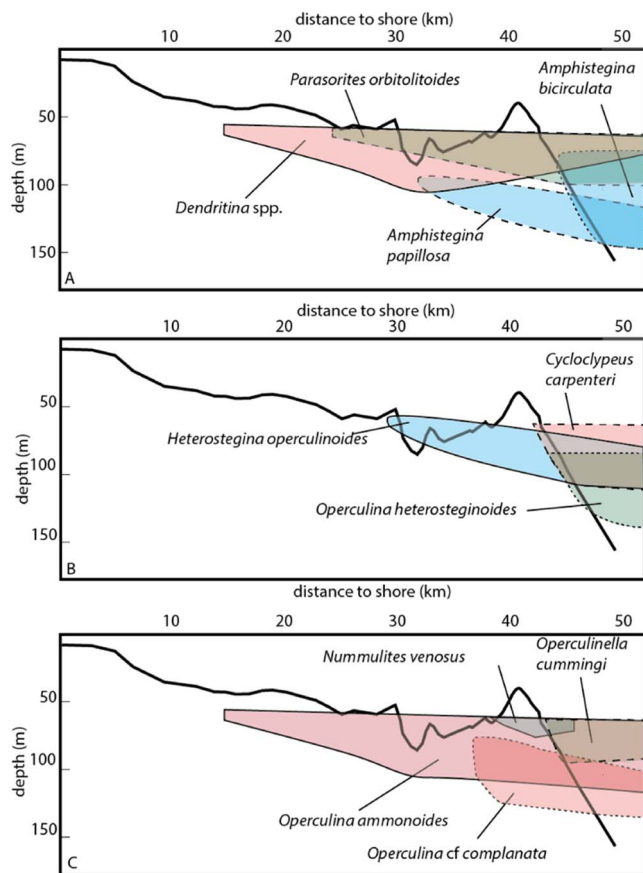 distance to shore (km)
10 20 30 40 50
Parasorites orbitolitoides
Amphistegina
bicirculata
50
100
150
depth (m)
Dendritina spp.
Amphistegina
papillosa
A
distance to shore (km)
10 20 30 40 50
Cycloclypeus
carpenteri
50
100
150
depth (m)
Heterostegina operculinoides
Operculina heterosteginoides
B
distance to shore (km)
10 20 30 40 50
Nummulites venosus
Operculinella
cummingi
50
100
150
depth (m)
Operculina ammonoides
Operculina cf complanata
C